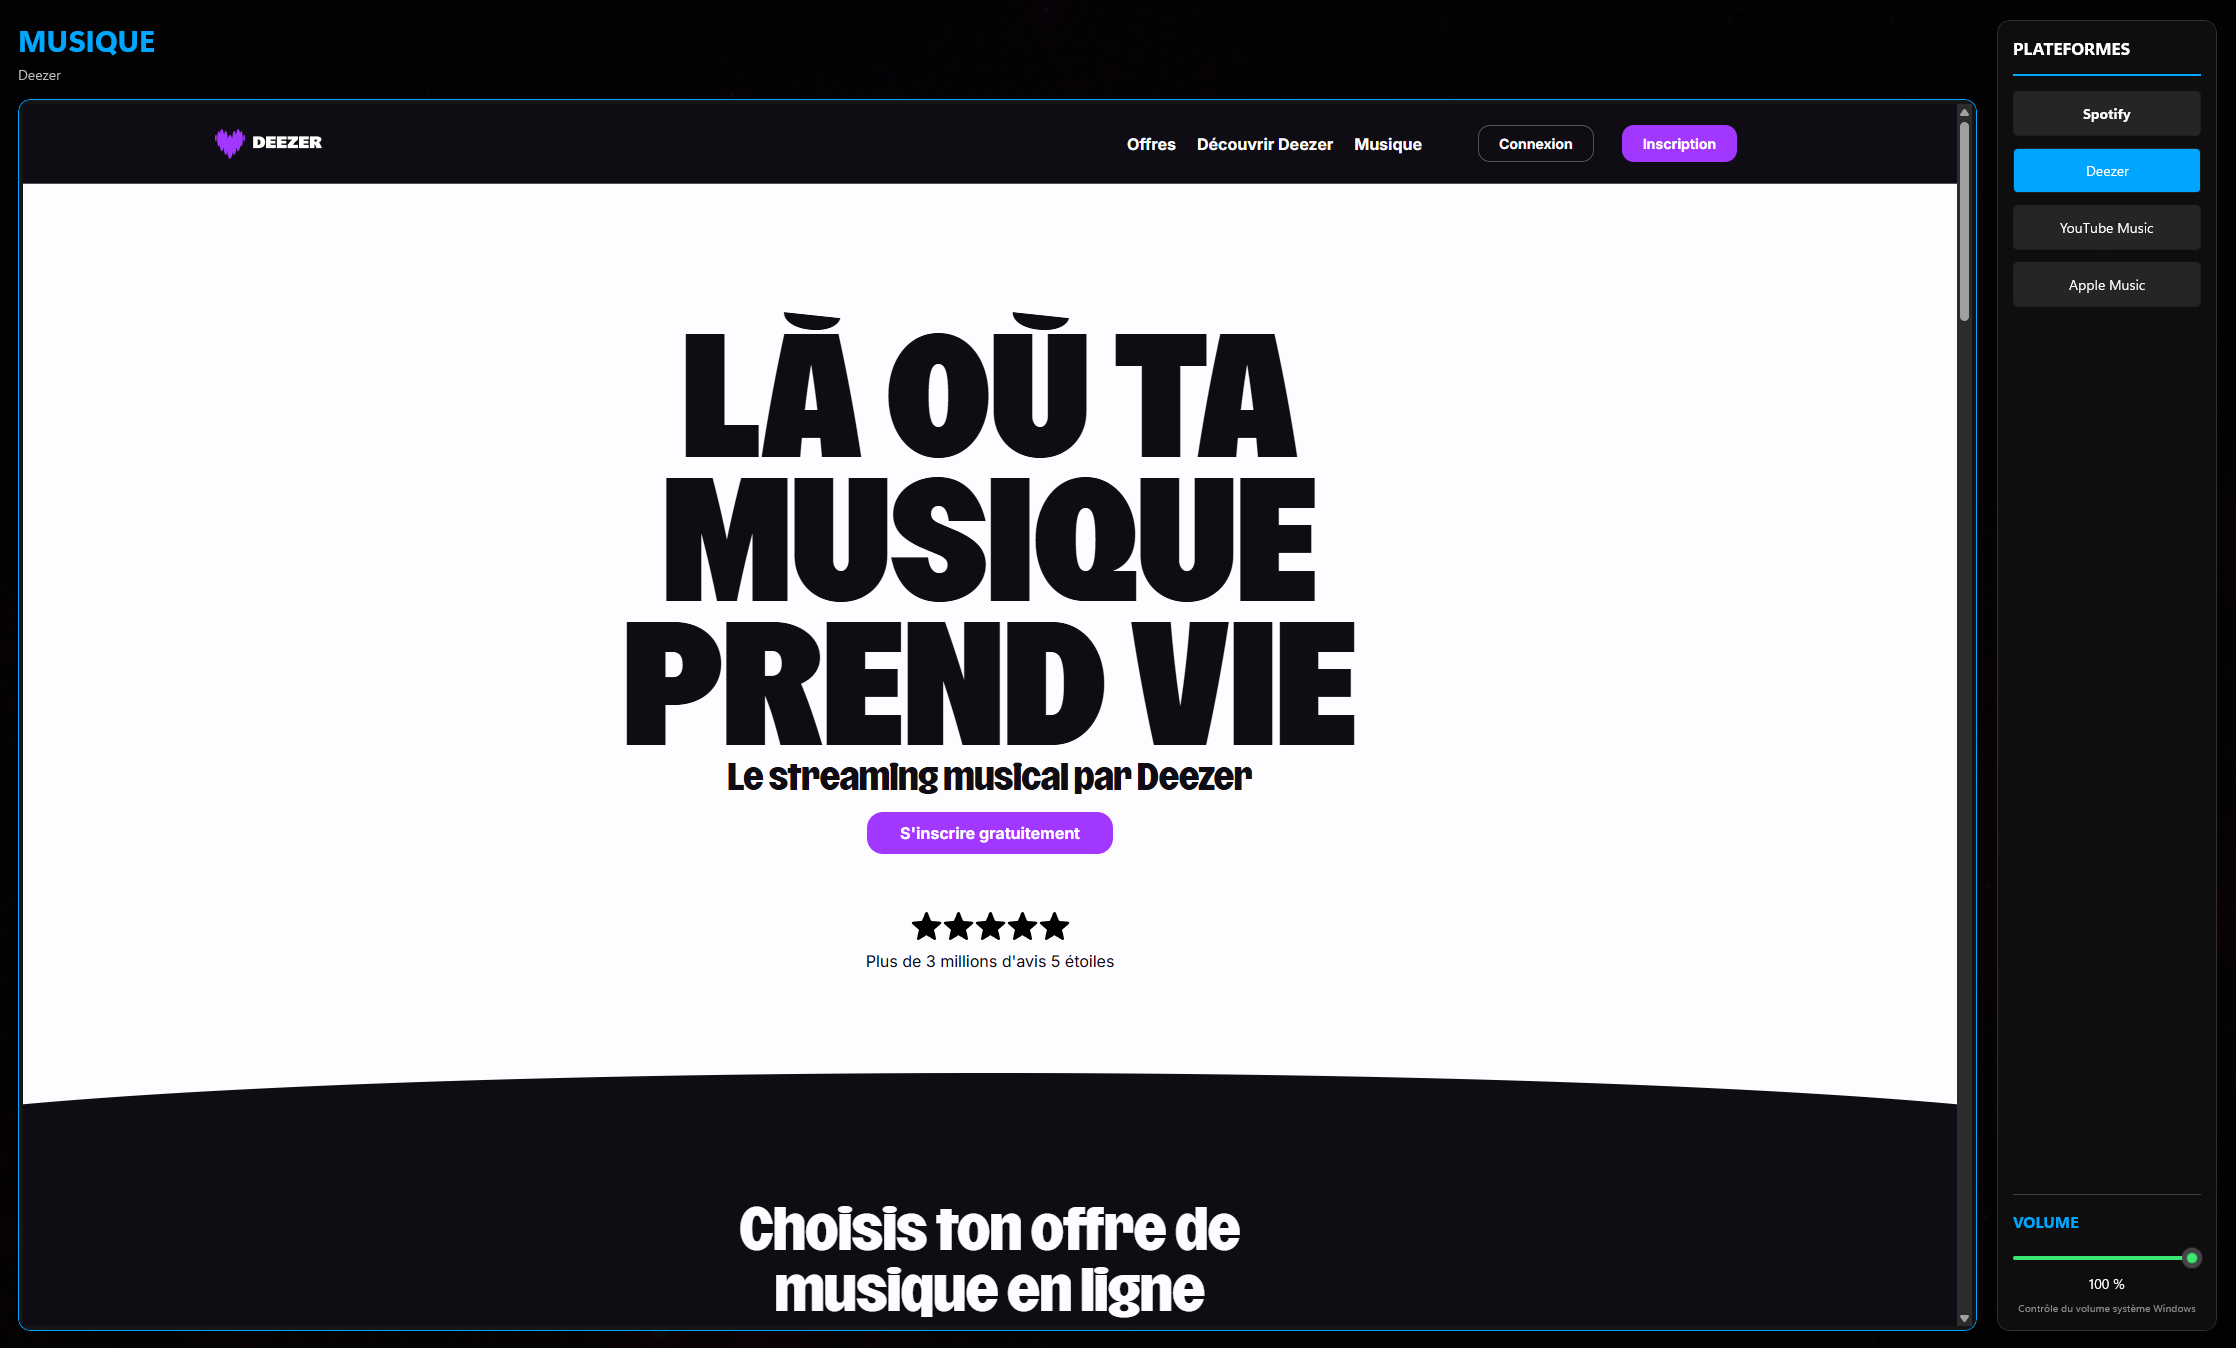 MUSIQUE
Deezer
DEEZER
Offres Découvrir Deezer Musique Connexion Inscription
LÀ OÙ TA
MUSIQUE
PREND VIE
Le streaming musical par Deezer
S'inscrire gratuitement
Plus de 3 millions d'avis 5 étoiles
Choisis ton offre de
musique en ligne
PLATEFORMES
Spotify
Deezer
YouTube Music
Apple Music
VOLUME
100 %
Contrôle du volume système Windows